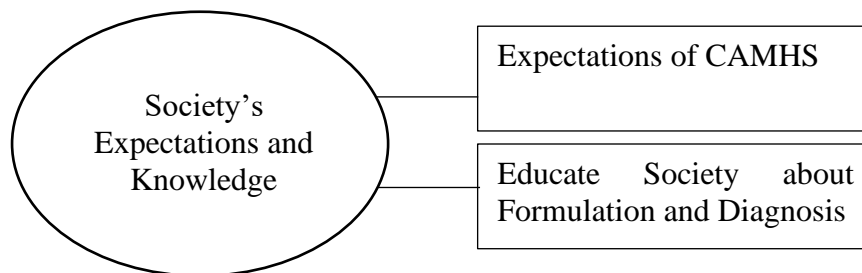 Society’s
Expectations and
Knowledge
Expectations of CAMHS
Educate Society about
Formulation and Diagnosis